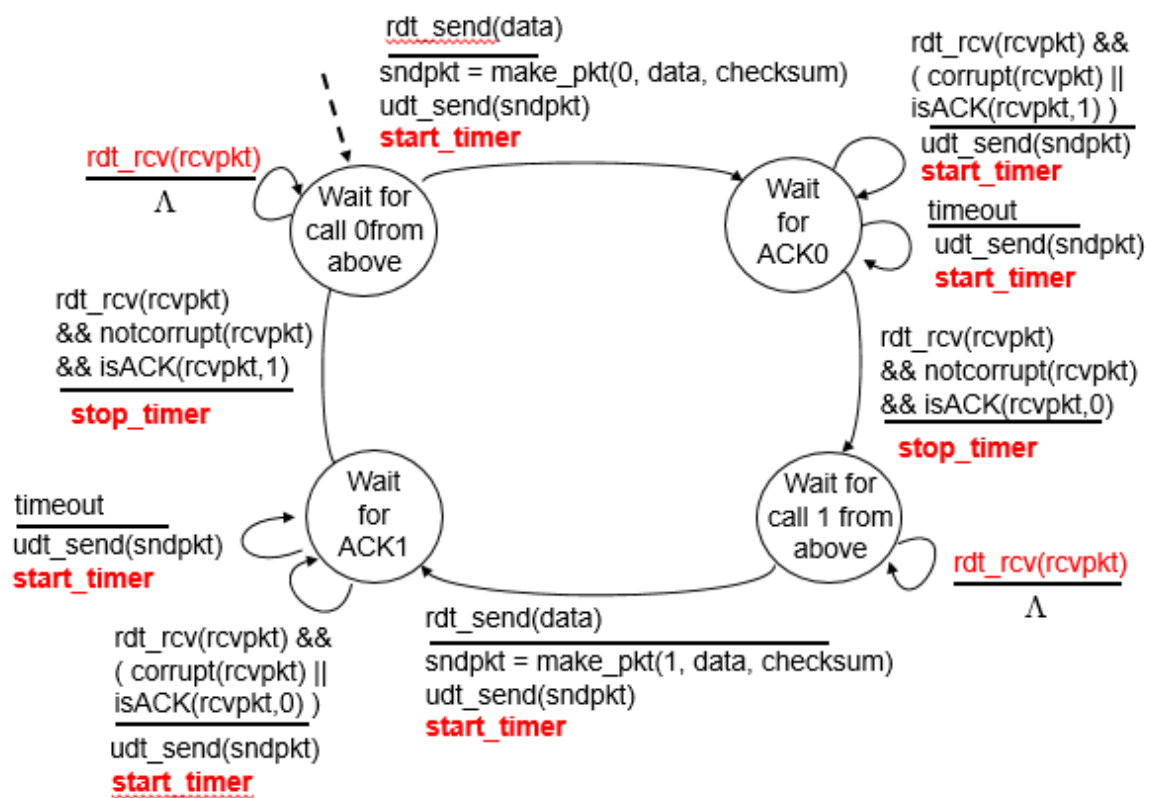 rdt_send(data)
sndpkt = make_pkt(0, data, checksum)
udt_send(sndpkt)
start_timer
rdt_rcv(rcvpkt) &&
( corrupt(rcvpkt) ||
isACK(rcvpkt,1) )
udt_send(sndpkt)
start_timer
rdt_rcv(rcvpkt)
Λ
Wait for
call 0from
above
Wait
for
ACK0
timeout
udt_send(sndpkt)
start_timer
rdt_rcv(rcvpkt)
&& notcorrupt(rcvpkt)
&& isACK(rcvpkt,1)
stop_timer
rdt_rcv(rcvpkt)
&& notcorrupt(rcvpkt)
&& isACK(rcvpkt,0)
stop_timer
Wait
for
ACK1
Wait for
call 1 from
above
timeout
udt_send(sndpkt)
start_timer
rdt_rcv(rcvpkt)
Λ
rdt_rcv(rcvpkt) &&
( corrupt(rcvpkt) ||
isACK(rcvpkt,0) )
udt_send(sndpkt)
start_timer
rdt_send(data)
sndpkt = make_pkt(1, data, checksum)
udt_send(sndpkt)
start_timer